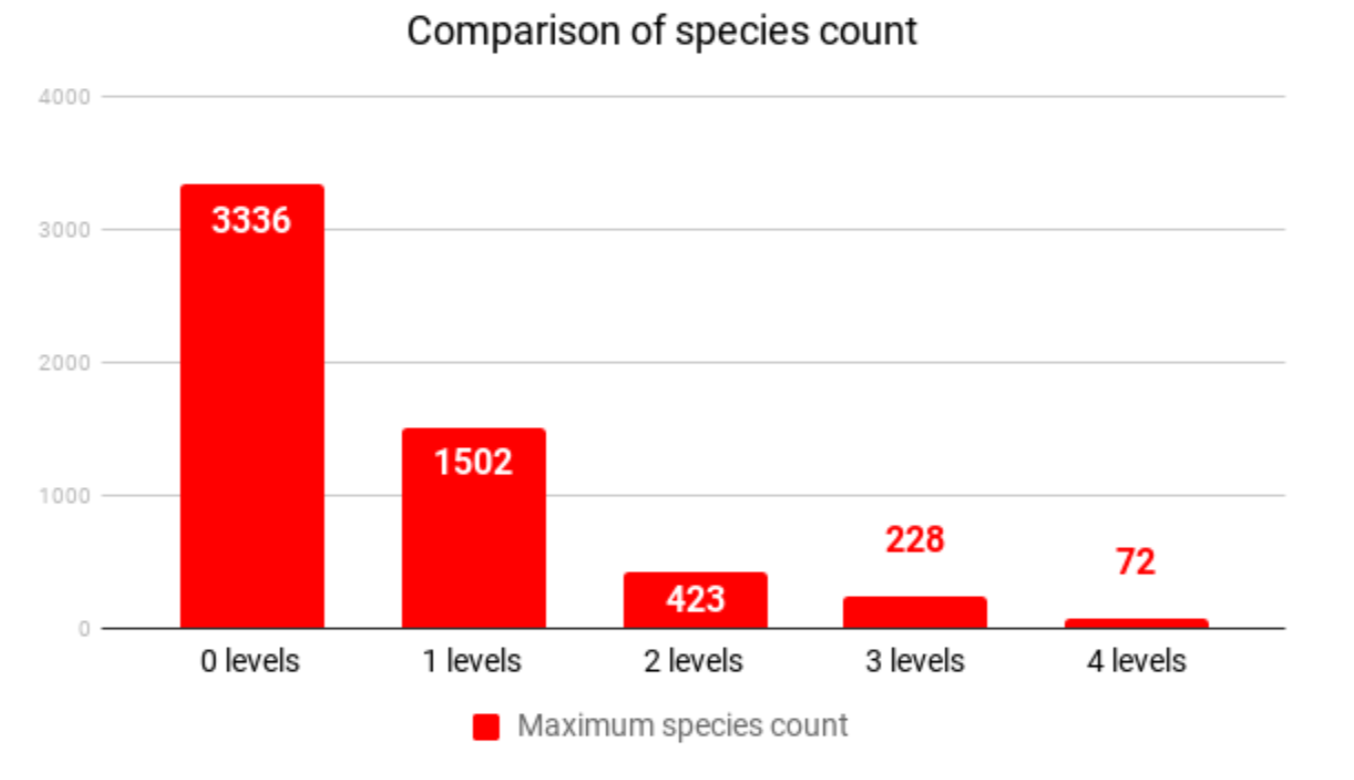 Comparison of species count
4000
3000
2000
1000
0
3336
1502
423
228
72
0 levels
1 levels
2 levels
3 levels
4 levels
Maximum species count